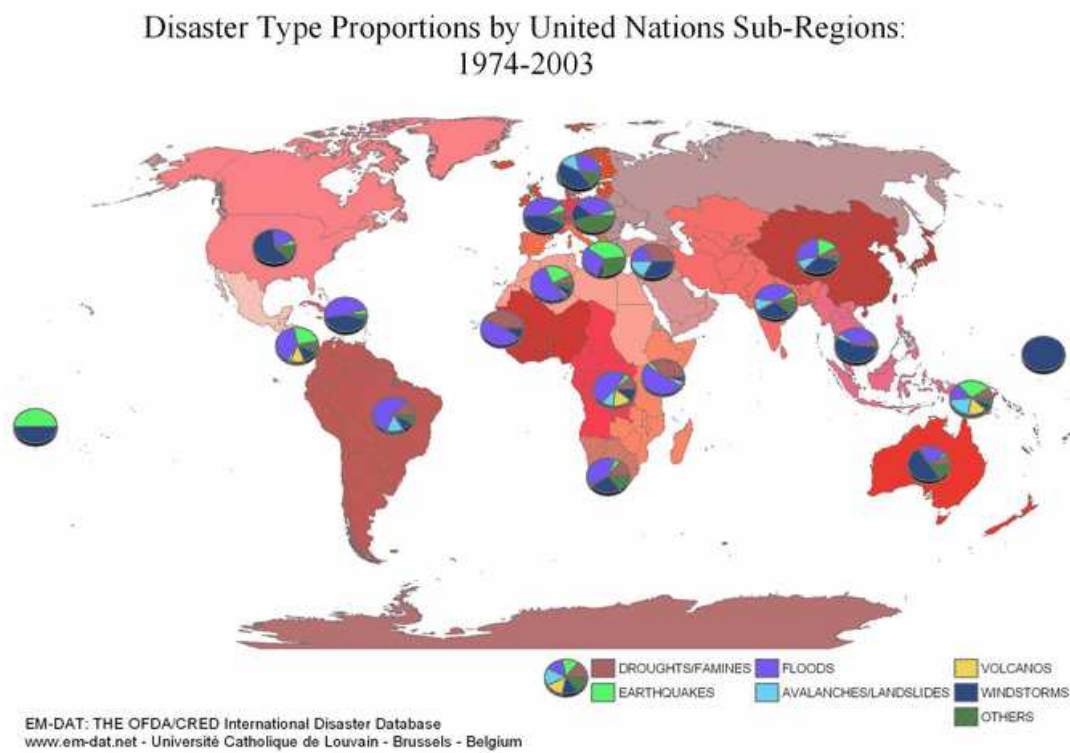 Disaster Type Proportions by United Nations Sub-Regions:
1974-2003
DROUGHTS/FAMINES
FLOODS
VOLCANOS
EARTHQUAKES
AVALANCHES/LANDSLIDES
WINDSTORMS
OTHERS
EM-DAT: THE OFDA/CRED International Disaster Database
www.em-dat.net - Université Catholique de Louvain - Brussels - Belgium